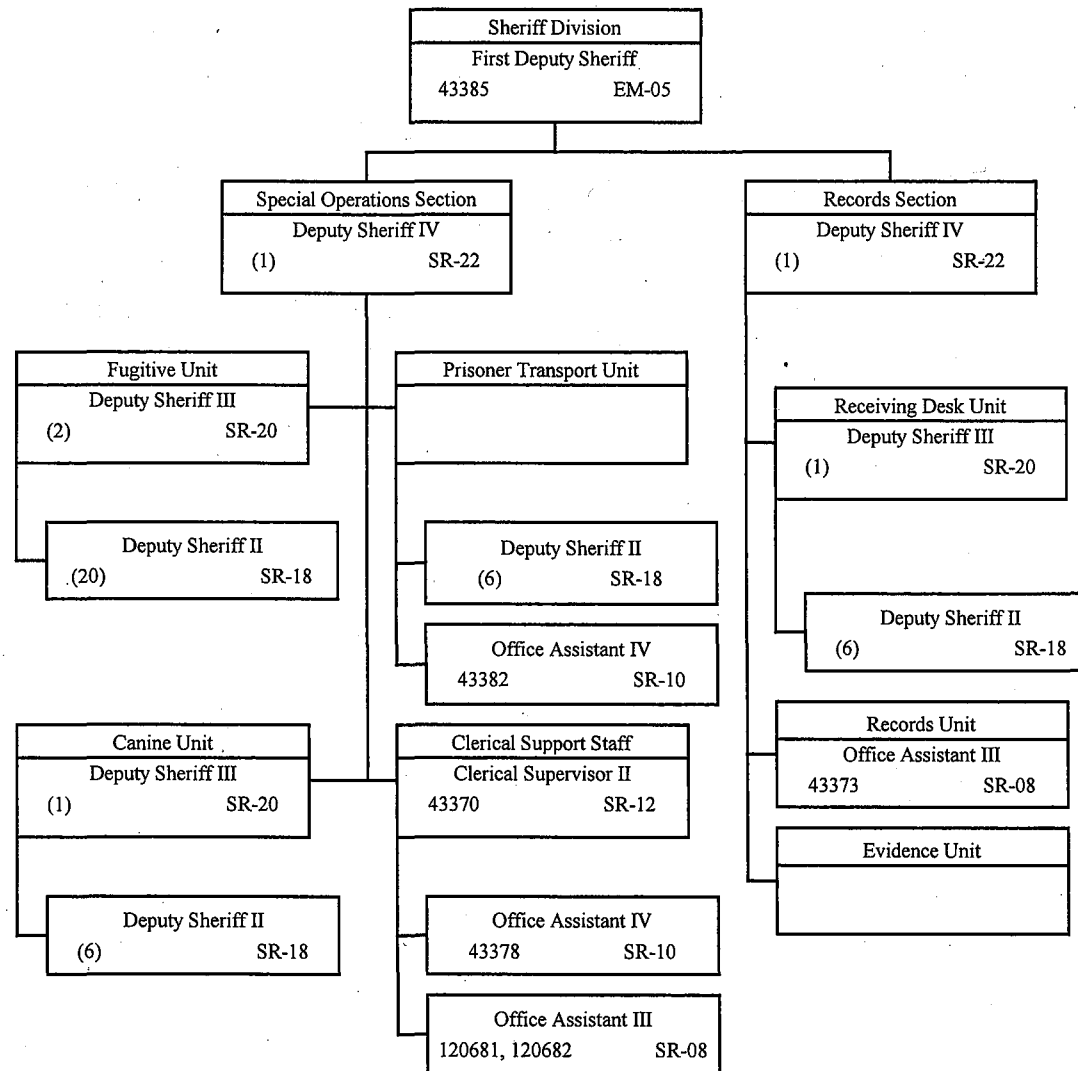 Sheriff Division
First Deputy Sheriff
43385 EM-05
Special Operations Section
Deputy Sheriff IV
(1) SR-22
Records Section
Deputy Sheriff IV
(1) SR-22
Fugitive Unit
Deputy Sheriff III
(2) SR-20
Deputy Sheriff II
(20) SR-18
Prisoner Transport Unit
Deputy Sheriff II
(6) SR-18
Office Assistant IV
43382 SR-10
Receiving Desk Unit
Deputy Sheriff III
(1) SR-20
Deputy Sheriff II
(6) SR-18
Canine Unit
Deputy Sheriff III
(1) SR-20
Deputy Sheriff II
(6) SR-18
Clerical Support Staff
Clerical Supervisor II
43370 SR-12
Office Assistant IV
43378 SR-10
Office Assistant III
120681, 120682 SR-08
Records Unit
Office Assistant III
43373 SR-08
Evidence Unit